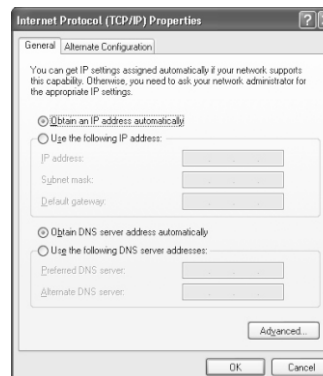 Internet Protocol (TCP/IP) Properties
General
Alternate Configuration
You can get IP settings assigned automatically if your network supports
this capability. Otherwise, you need to ask your network administrator for
the appropriate IP settings.
Obtain an IP address automatically
Use the following IP address:
IP address:
Subnet mask:
Default gateway:
Obtain DNS server address automatically
Use the following DNS server addresses:
Preferred DNS server:
Alternate DNS server:
Advanced...
OK
Cancel